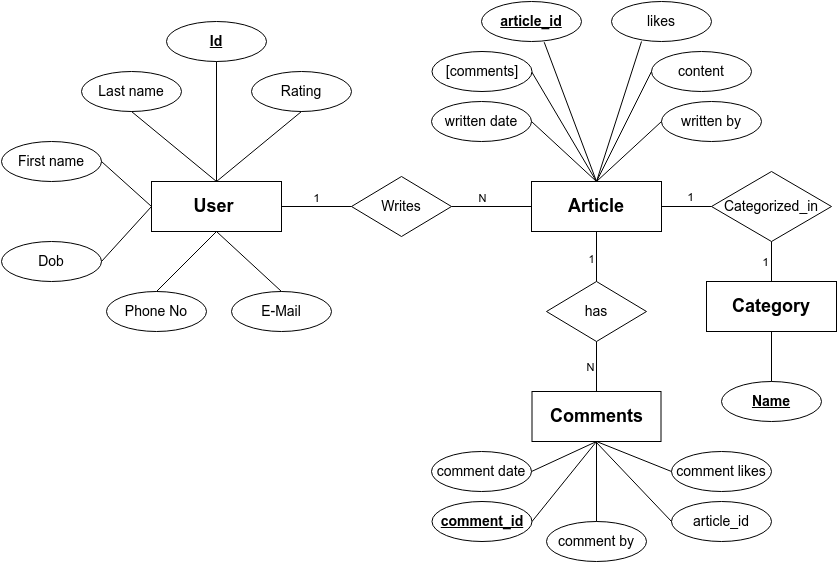 article_id
likes
Id
[comments]
content
Last name
Rating
written date
written by
First name
User
1
Writes
N
Article
1
Categorized_in
Dob
1
1
Phone No
E-Mail
has
Category
N
Name
Comments
comment date
comment likes
comment_id
article_id
comment by